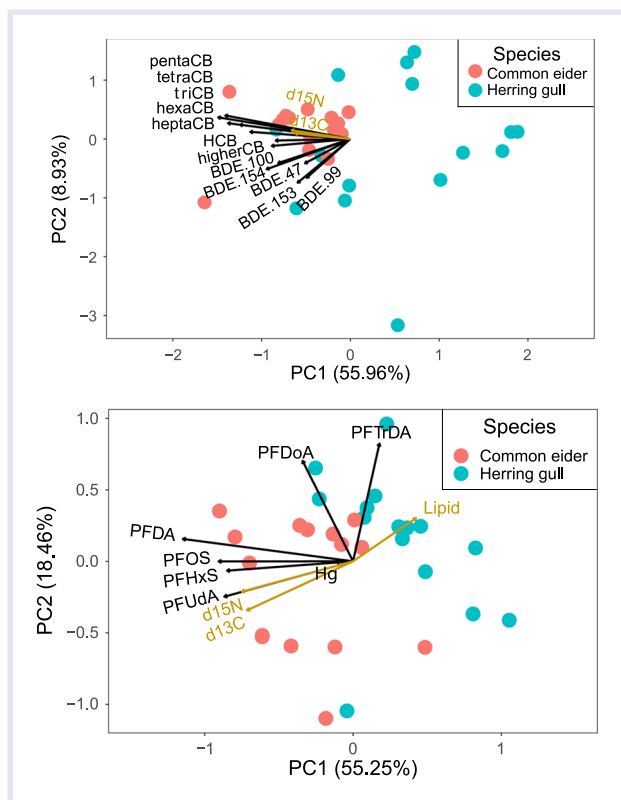 pentaCB
tetraCB
triCB
hexaCB
heptaCB
HCB
higherCB
BDE.100
BDE.154
BDE.47
BDE.153
BDE.99
d15N
d13C
Species
Common eider
Herring gull
PC2 (8.93%)
1
0
−1
−2
−3
−2
−1
0
1
2
PC1 (55.96%)
PFDoA
PFTrDA
Species
Common eider
Herring gull
Lipid
PFDA
PFOS
PFHxS
PFUdA
Hg
d15N
d13C
PC2 (18.46%)
1.0
0.5
0.0
−0.5
−1.0
−1
0
1
PC1 (55.25%)